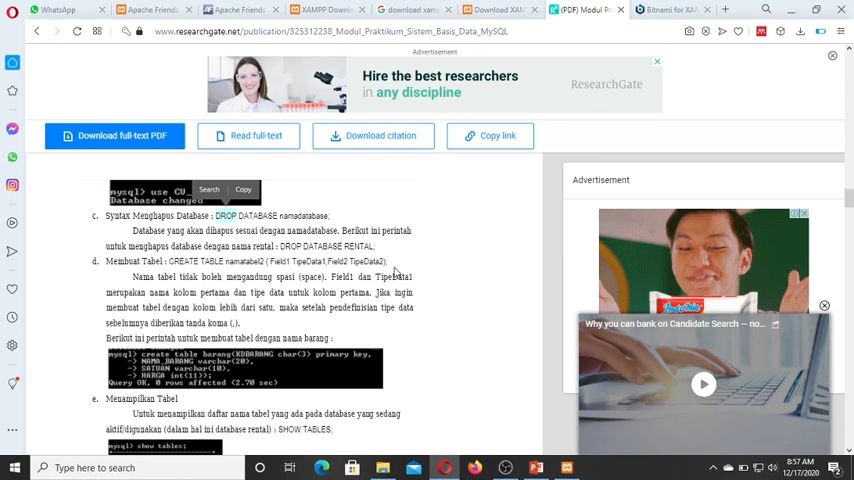 WhatsApp
Apache Friends
Apache Friends
XAMPP Downlo
download xam
Download XAM
(PDF) Modul Pr
Bitnami for XA
www.researchgate.net/publication/325312238_Modul_Praktikum_Sistem_Basis_Data_MySQL
Advertisement
Hire the best researchers
in any discipline
ResearchGate
Download full-text PDF
Read full-text
Download citation
Copy link
Advertisement
mysql> use CU_
Database changed
Search Copy
c. Syntax Menghapus Database : DROP DATABASE namadatabase;
Database yang akan dihapus sesuai dengan namadatabase. Berikut ini perintah
untuk menghapus database dengan nama rental : DROP DATABASE RENTAL;
d. Membuat Tabel : CREATE TABLE namatabel2 ( Field1 TipeData1,Field2 TipeData2);
Nama tabel tidak boleh mengandung spasi (space). Field1 dan TipeData1
merupakan nama kolom pertama dan tipe data untuk kolom pertama. Jika ingin
membuat tabel dengan kolom lebih dari satu, maka setelah pendefinisian tipe data
sebelumnya diberikan tanda koma (,).
Berikut ini perintah untuk membuat tabel dengan nama barang :
mysql> create table barang(KDBARANG char(3) primary key,
-> NAMA_BARANG varchar(20),
-> SATUAN varchar(10),
-> HARGA int(11));
Query OK, 0 rows affected (2.70 sec)
e. Menampilkan Tabel
Untuk menampilkan daftar nama tabel yang ada pada database yang sedang
aktif/digunakan (dalam hal ini database rental) : SHOW TABLES;
mysql> show tables;
Indomie
Why you can bank on Candidate Search — no...
Type here to search
8:57 AM
12/17/2020
2